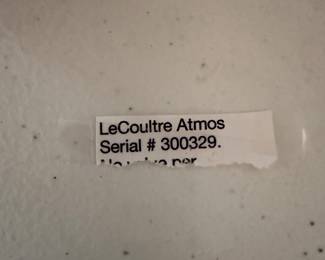 LeCoultre Atmos
Serial # 300329.